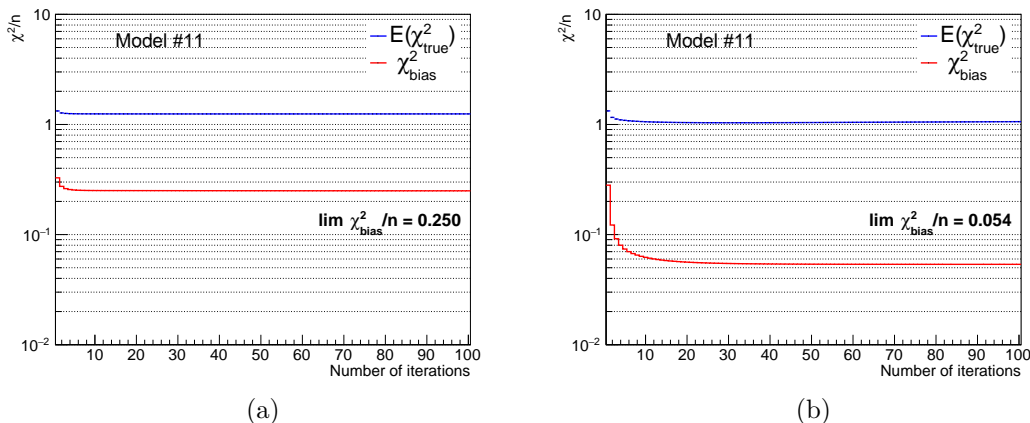 χ²/n
10
1
10⁻¹
10⁻²
Model #11
E(χ²true)
χ²bias
lim χ²bias/n = 0.250
10 20 30 40 50 60 70 80 90 100
Number of iterations
(a)
χ²/n
10
1
10⁻¹
10⁻²
Model #11
E(χ²true)
χ²bias
lim χ²bias/n = 0.054
10 20 30 40 50 60 70 80 90 100
Number of iterations
(b)